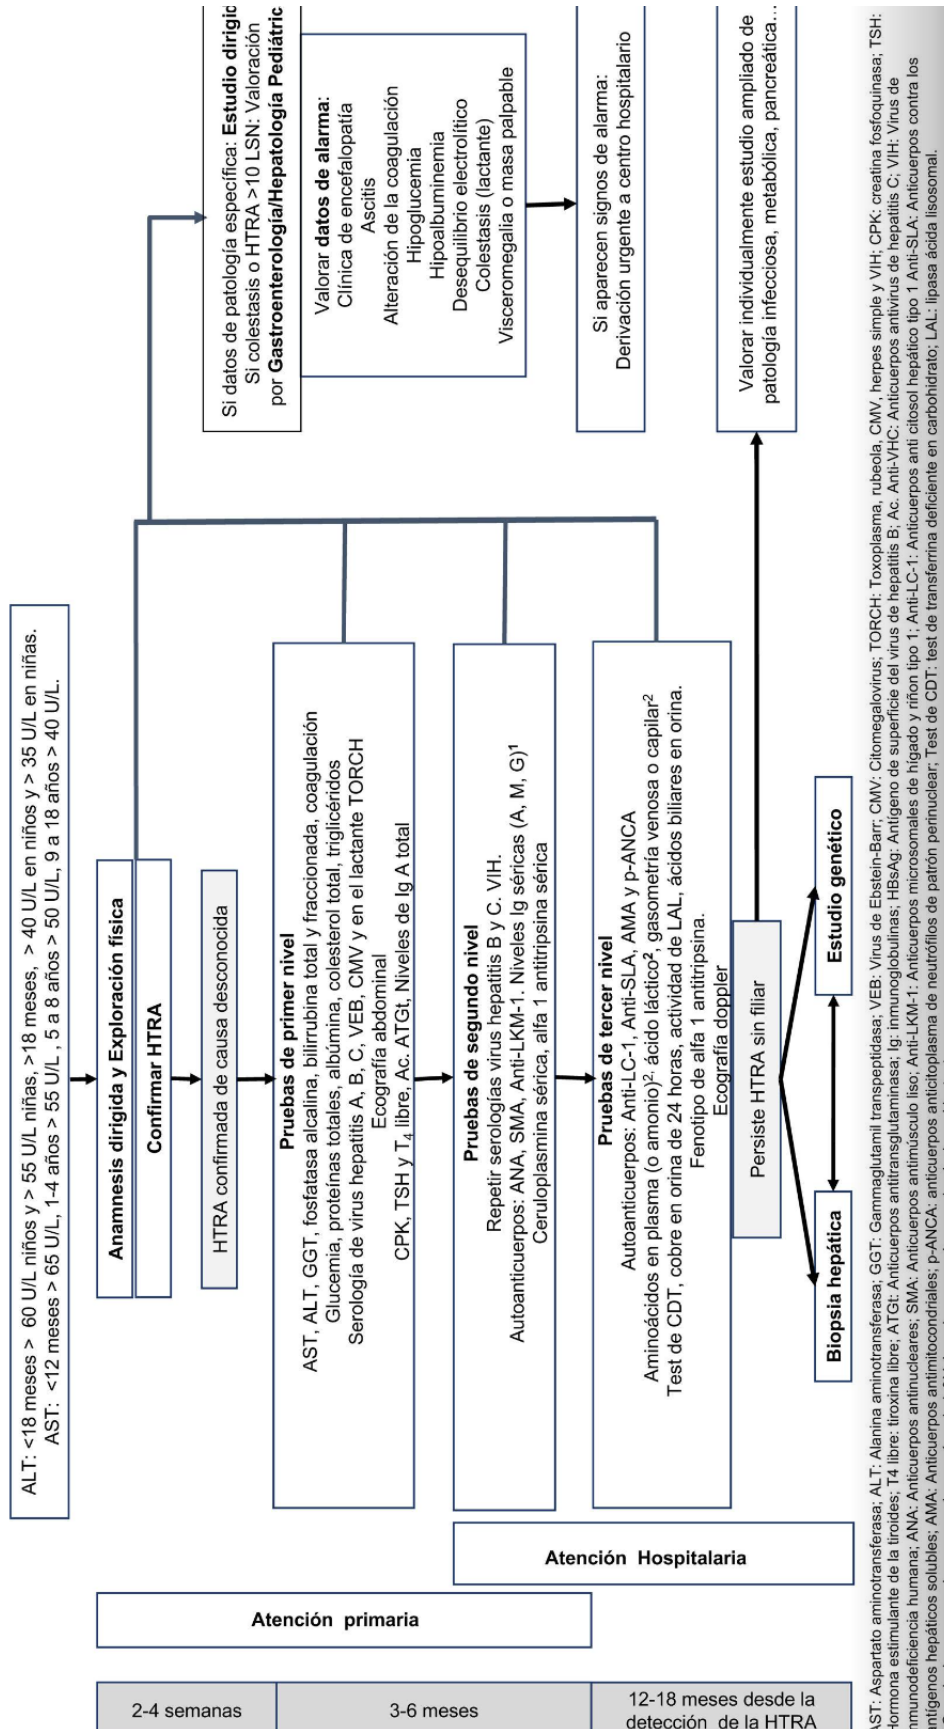 ALT: <18 meses > 60 U/L niños y > 55 U/L niñas, >18 meses, > 40 U/L en niños y > 35 U/L en niñas.
AST: <12 meses > 65 U/L, 1-4 años > 55 U/L , 5 a 8 años > 50 U/L, 9 a 18 años > 40 U/L.
Anamnesis dirigida y Exploración física
Confirmar HTRA
HTRA confirmada de causa desconocida
Pruebas de primer nivel
AST, ALT, GGT, fosfatasa alcalina, bilirrubina total y fraccionada, coagulación
Glucemia, proteínas totales, albúmina, colesterol total, triglicéridos
Serología de virus hepatitis A, B, C, VEB, CMV y en el lactante TORCH
Ecografía abdominal
CPK, TSH y T4 libre, Ac. ATGt, Niveles de Ig A total
Pruebas de segundo nivel
Repetir serologías virus hepatitis B y C. VIH.
Autoanticuerpos: ANA, SMA, Anti-LKM-1. Niveles Ig séricas (A, M, G)¹
Ceruloplasmina sérica, alfa 1 antitripsina sérica
Pruebas de tercer nivel
Autoanticuerpos: Anti-LC-1, Anti-SLA, AMA y p-ANCA
Aminoácidos en plasma (o amonio)², ácido láctico², gasometría venosa o capilar²
Test de CDT, cobre en orina de 24 horas, actividad de LAL, ácidos biliares en orina.
Fenotipo de alfa 1 antitripsina.
Ecografía doppler
Persiste HTRA sin filiar
Biopsia hepática
Estudio genético
Si datos de patología específica: Estudio dirigid
Si colestasis o HTRA >10 LSN: Valoración
por Gastroenterología/Hepatología Pediátric
Valorar datos de alarma:
Clínica de encefalopatía
Ascitis
Alteración de la coagulación
Hipoglucemia
Hipoalbuminemia
Desequilibrio electrolítico
Colestasis (lactante)
Visceromegalia o masa palpable
Si aparecen signos de alarma:
Derivación urgente a centro hospitalario
Valorar individualmente estudio ampliado de
patología infecciosa, metabólica, pancreática...
Atención Hospitalaria
Atención primaria
2-4 semanas
3-6 meses
12-18 meses desde la
detección de la HTRA
AST: Aspartato aminotransferasa; ALT: Alanina aminotransferasa; GGT: Gammaglutamil transpeptidasa; VEB: Virus de Ebstein-Barr; CMV: Citomegalovirus; TORCH: Toxoplasma, rubeola, CMV, herpes simple y VIH; CPK: creatina fosfoquinasa; TSH:
Hormona estimulante de la tiroides; T4 libre: tiroxina libre; ATGt: Anticuerpos antitransglutaminasa; Ig: inmunoglobulinas; HBsAg: Antígeno de superficie del virus de hepatitis B; Ac. Anti-VHC: Anticuerpos antivirus de hepatitis C; VIH: Virus de
nmunodeficiencia humana; ANA: Anticuerpos antinucleares; SMA: Anticuerpos antimúsculo liso; Anti-LKM-1: Anticuerpos microsomales de hígado y riñon tipo 1; Anti-LC-1: Anticuerpos anti citosol hepático tipo 1 Anti-SLA: Anticuerpos contra los
antígenos hepáticos solubles; AMA: Anticuerpos antimitocondriales; p-ANCA: anticuerpos anticitoplasma de neutrófilos de patrón perinuclear; Test de CDT: test de transferrina deficiente en carbohidrato; LAL: lipasa ácida lisosomal.